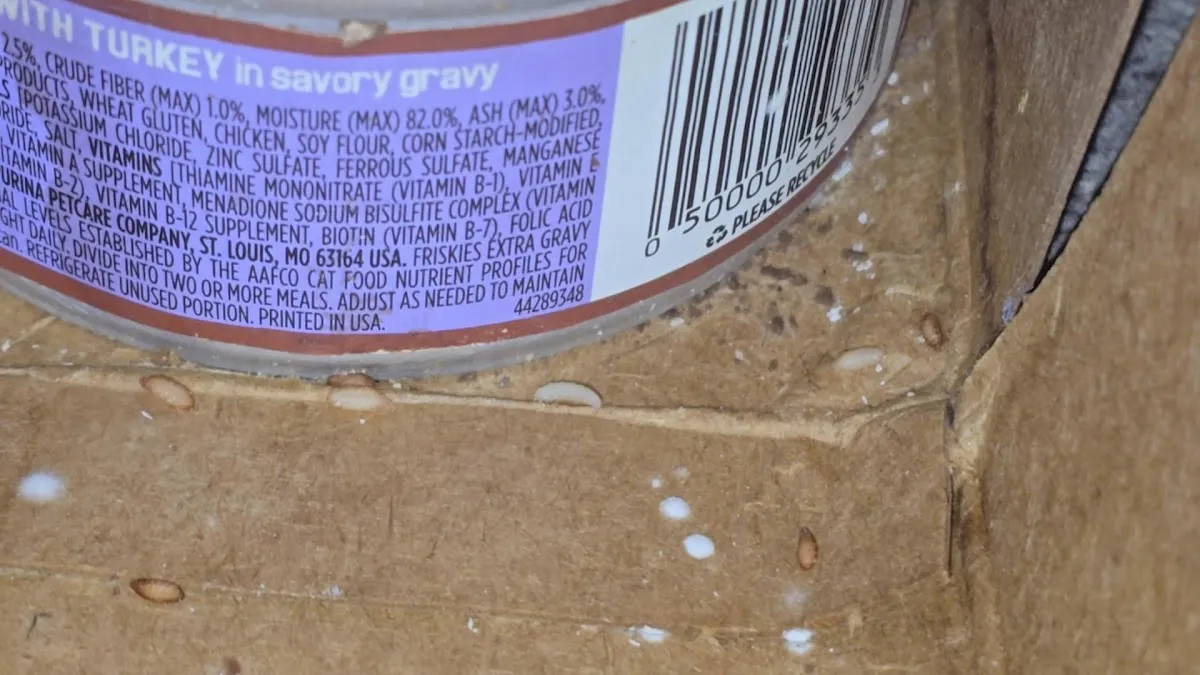 WITH TURKEY in savory gravy
2.5%, CRUDE FIBER (MAX) 1.0%, MOISTURE (MAX) 82.0%, ASH (MAX) 3.0%,
PRODUCTS, WHEAT GLUTEN, CHICKEN, SOY FLOUR, CORN STARCH-MODIFIED,
[POTASSIUM CHLORIDE, ZINC SULFATE, FERROUS SULFATE, MANGANESE
SALT, VITAMINS [THIAMINE MONONITRATE (VITAMIN B-1), VITAMIN
VITAMIN A SUPPLEMENT, MENADIONE SODIUM BISULFITE COMPLEX (VITAMIN
B-2), VITAMIN B-12 SUPPLEMENT, BIOTIN (VITAMIN B-7), FOLIC ACID
PETCARE COMPANY, ST. LOUIS, MO 63164 USA. FRISKIES EXTRA GRAVY
LEVELS ESTABLISHED BY THE AAFCO CAT FOOD NUTRIENT PROFILES FOR
DAILY. DIVIDE INTO TWO OR MORE MEALS. ADJUST AS NEEDED TO MAINTAIN
REFRIGERATE UNUSED PORTION. PRINTED IN USA.
44289348
0 50000 29335
PLEASE RECYCLE